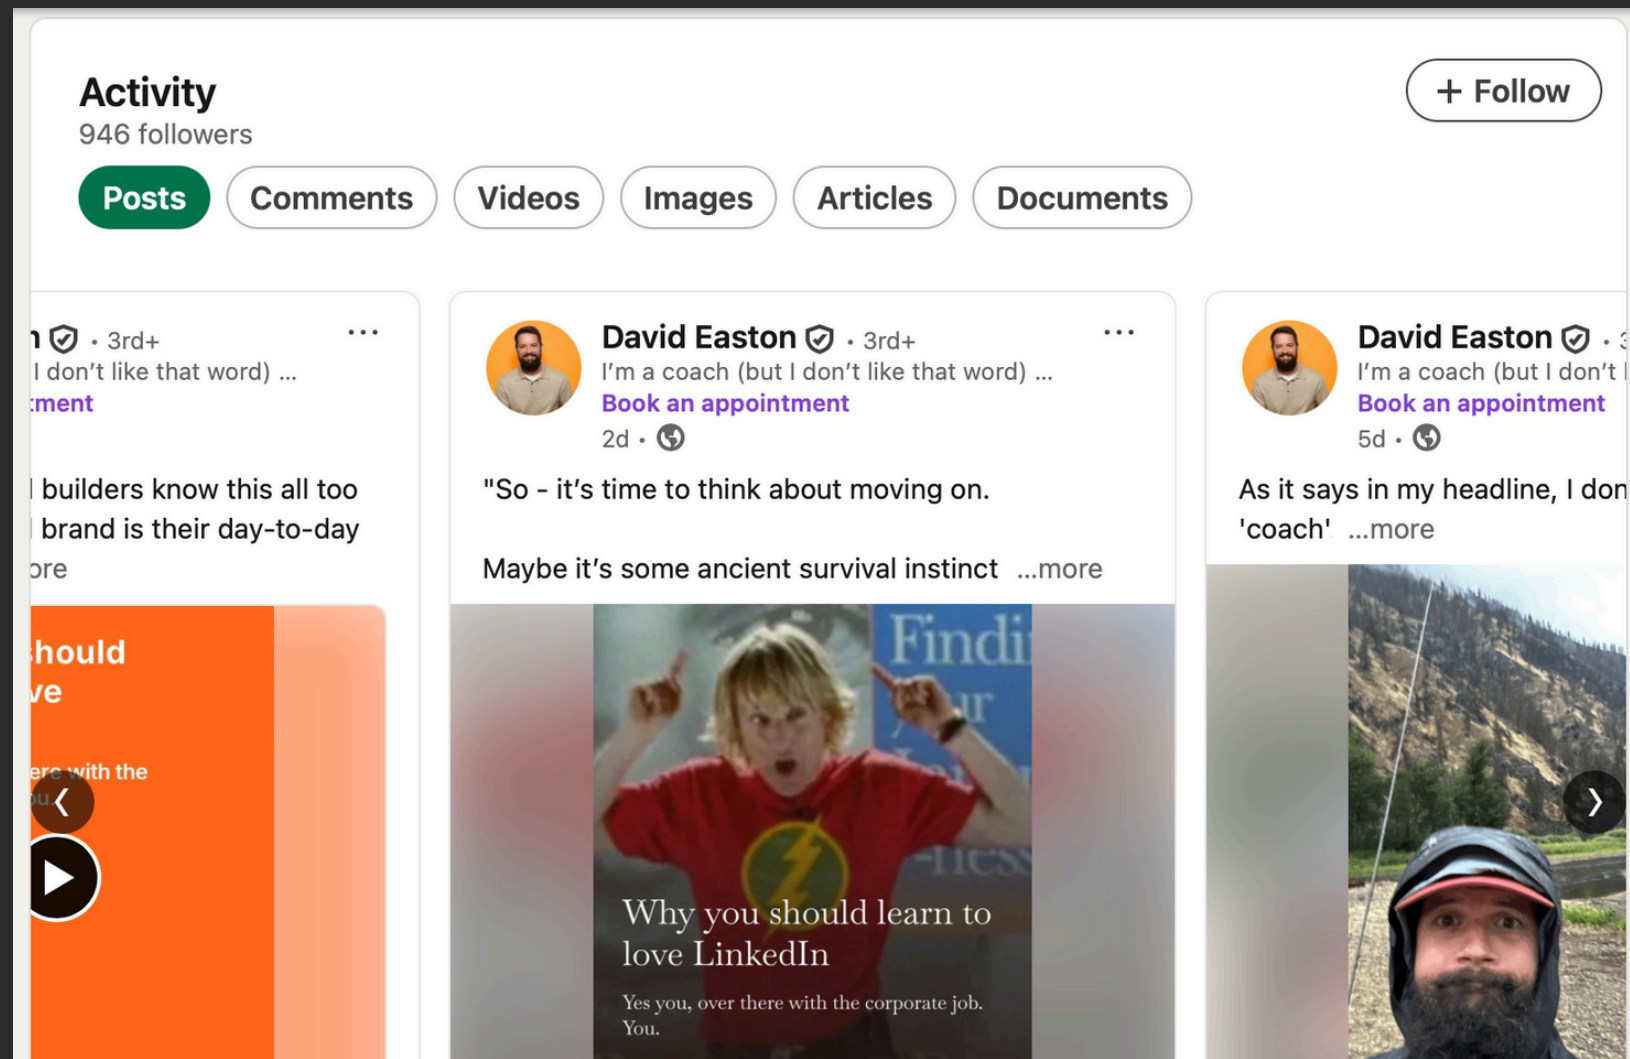 Activity
946 followers
+ Follow
Posts
Comments
Videos
Images
Articles
Documents
• 3rd+
I don't like that word) ...
builders know this all too
brand is their day-to-day
with the
David Easton • 3rd+
I'm a coach (but I don't like that word) ...
Book an appointment
2d •
"So - it's time to think about moving on.
Maybe it's some ancient survival instinct ...more
Why you should learn to
love LinkedIn
Yes you, over there with the corporate job.
You.
David Easton •
I'm a coach (but I don't
Book an appointment
5d •
As it says in my headline, I
'coach' ...more